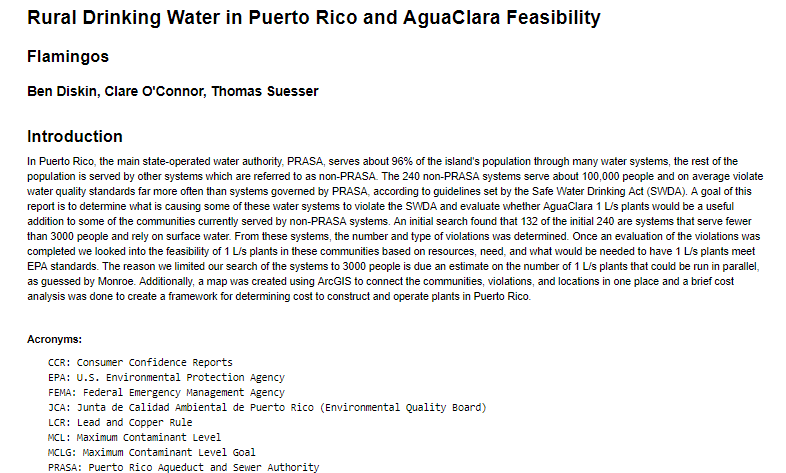 Rural Drinking Water in Puerto Rico and AguaClara Feasibility
Flamingos
Ben Diskin, Clare O'Connor, Thomas Suesser
Introduction
In Puerto Rico, the main state-operated water authority, PRASA, serves about 96% of the island's population through many water systems, the rest of the
population is served by other systems which are referred to as non-PRASA. The 240 non-PRASA systems serve about 100,000 people and on average violate
water quality standards far more often than systems governed by PRASA, according to guidelines set by the Safe Water Drinking Act (SWDA). A goal of this
report is to determine what is causing some of these water systems to violate the SWDA and evaluate whether AguaClara 1 L/s plants would be a useful
addition to some of the communities currently served by non-PRASA systems. An initial search found that 132 of the initial 240 are systems that serve fewer
than 3000 people and rely on surface water. From these systems, the number and type of violations was determined. Once an evaluation of the violations was
completed we looked into the feasibility of 1 L/s plants in these communities based on resources, need, and what would be needed to have 1 L/s plants meet
EPA standards. The reason we limited our search of the systems to 3000 people is due an estimate on the number of 1 L/s plants that could be run in parallel,
as guessed by Monroe. Additionally, a map was created using ArcGIS to connect the communities, violations, and locations in one place and a brief cost
analysis was done to create a framework for determining cost to construct and operate plants in Puerto Rico.
Acronyms:
CCR: Consumer Confidence Reports
EPA: U.S. Environmental Protection Agency
FEMA: Federal Emergency Management Agency
JCA: Junta de Calidad Ambiental de Puerto Rico (Environmental Quality Board)
LCR: Lead and Copper Rule
MCL: Maximum Contaminant Level
MCLG: Maximum Contaminant Level Goal
PRASA: Puerto Rico Aqueduct and Sewer Authority